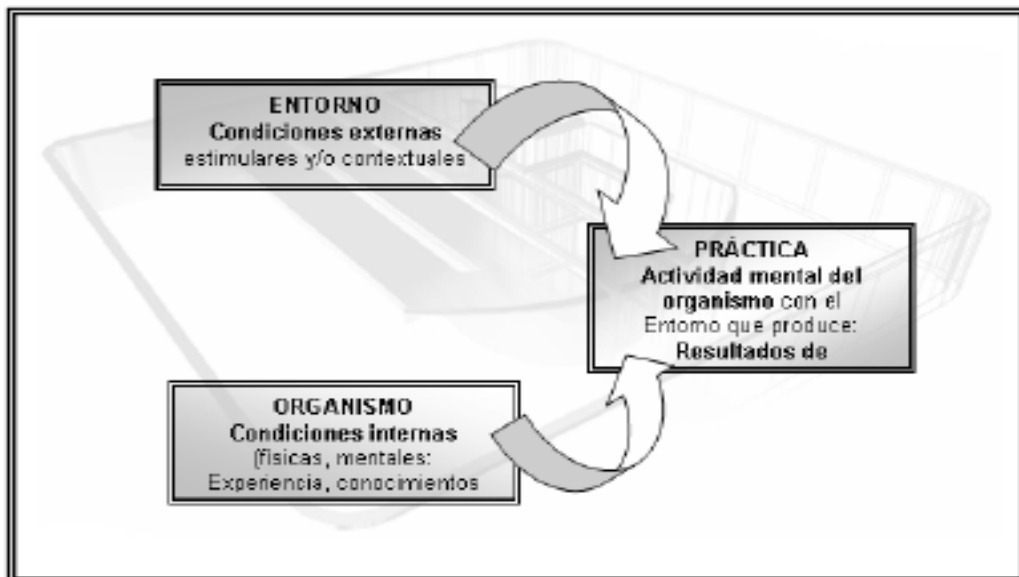 ENTORNO
Condiciones externas
estimulares y/o contextuales
PRÁCTICA
Actividad mental del
organismo con el
Entorno que produce:
Resultados de
ORGANISMO
Condiciones internas
(físicas, mentales:
Experiencia, conocimientos